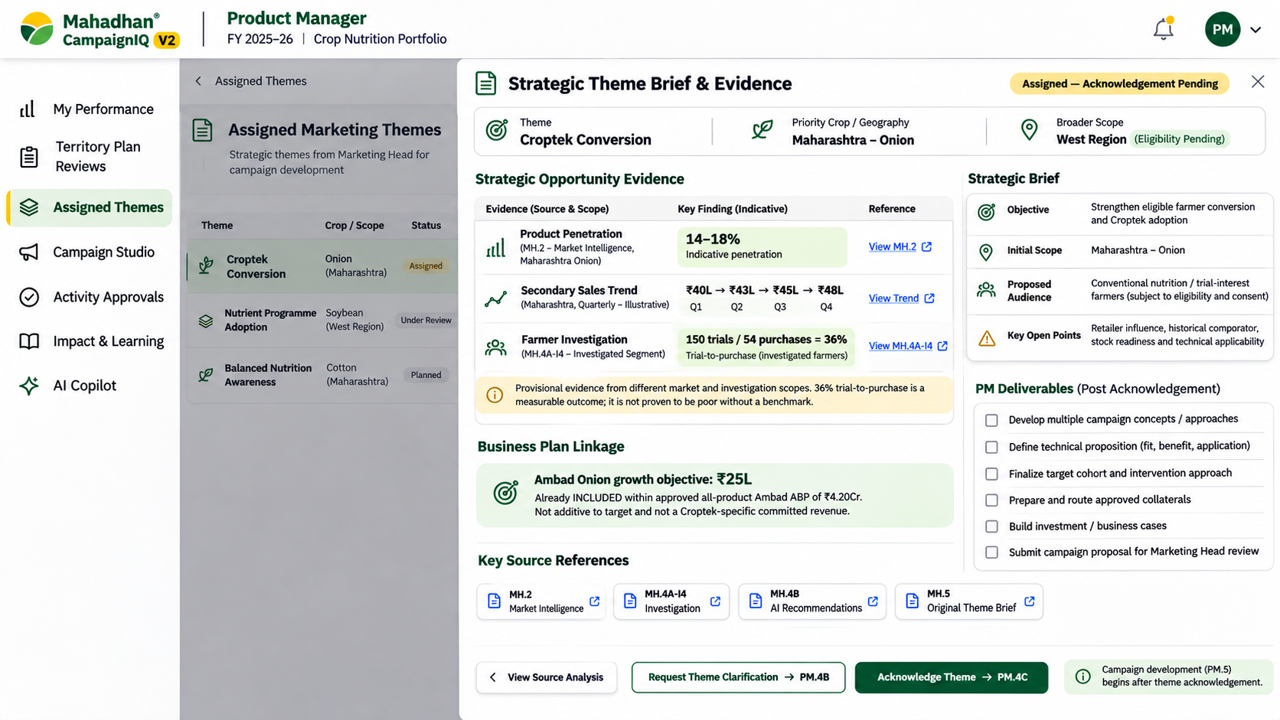 Mahadhan®
CampaignIQ V2
Product Manager
FY 2025–26 | Crop Nutrition Portfolio
PM
My Performance
Territory Plan
Reviews
Assigned Themes
Campaign Studio
Activity Approvals
Impact & Learning
AI Copilot
Assigned Themes
Assigned Marketing Themes
Strategic themes from Marketing Head for
campaign development
Theme Crop / Scope Status
Croptek
Conversion
Onion
(Maharashtra)
Assigned
Nutrient Programme
Adoption
Soybean
(West Region)
Under Review
Balanced Nutrition
Awareness
Cotton
(Maharashtra)
Planned
Strategic Theme Brief & Evidence
Assigned — Acknowledgement Pending
Theme
Croptek Conversion
Priority Crop / Geography
Maharashtra – Onion
Broader Scope
West Region (Eligibility Pending)
Strategic Opportunity Evidence
Evidence (Source & Scope) Key Finding (Indicative) Reference
Product Penetration
(MH.2 – Market Intelligence,
Maharashtra Onion)
14–18%
Indicative penetration
View MH.2
Secondary Sales Trend
(Maharashtra, Quarterly – Illustrative)
₹40L → ₹43L → ₹45L → ₹48L
Q1 Q2 Q3 Q4
View Trend
Farmer Investigation
(MH.4A-I4 – Investigated Segment)
150 trials / 54 purchases = 36%
Trial-to-purchase (investigated farmers)
View MH.4A-I4
Provisional evidence from different market and investigation scopes. 36% trial-to-purchase is a
measurable outcome; it is not proven to be poor without a benchmark.
Business Plan Linkage
Ambad Onion growth objective: ₹25L
Already INCLUDED within approved all-product Ambad ABP of ₹4.20Cr.
Not additive to target and not a Croptek-specific committed revenue.
Key Source References
MH.2
Market Intelligence
MH.4A-I4
Investigation
MH.4B
AI Recommendations
MH.5
Original Theme Brief
Strategic Brief
Objective
Strengthen eligible farmer conversion
and Croptek adoption
Initial Scope
Maharashtra – Onion
Proposed
Audience
Conventional nutrition / trial-interest
farmers (subject to eligibility and consent)
Key Open Points
Retailer influence, historical comparator,
stock readiness and technical applicability
PM Deliverables (Post Acknowledgement)
Develop multiple campaign concepts / approaches
Define technical proposition (fit, benefit, application)
Finalize target cohort and intervention approach
Prepare and route approved collaterals
Build investment / business cases
Submit campaign proposal for Marketing Head review
View Source Analysis
Request Theme Clarification → PM.4B
Acknowledge Theme → PM.4C
Campaign development (PM.5)
begins after theme acknowledgement.